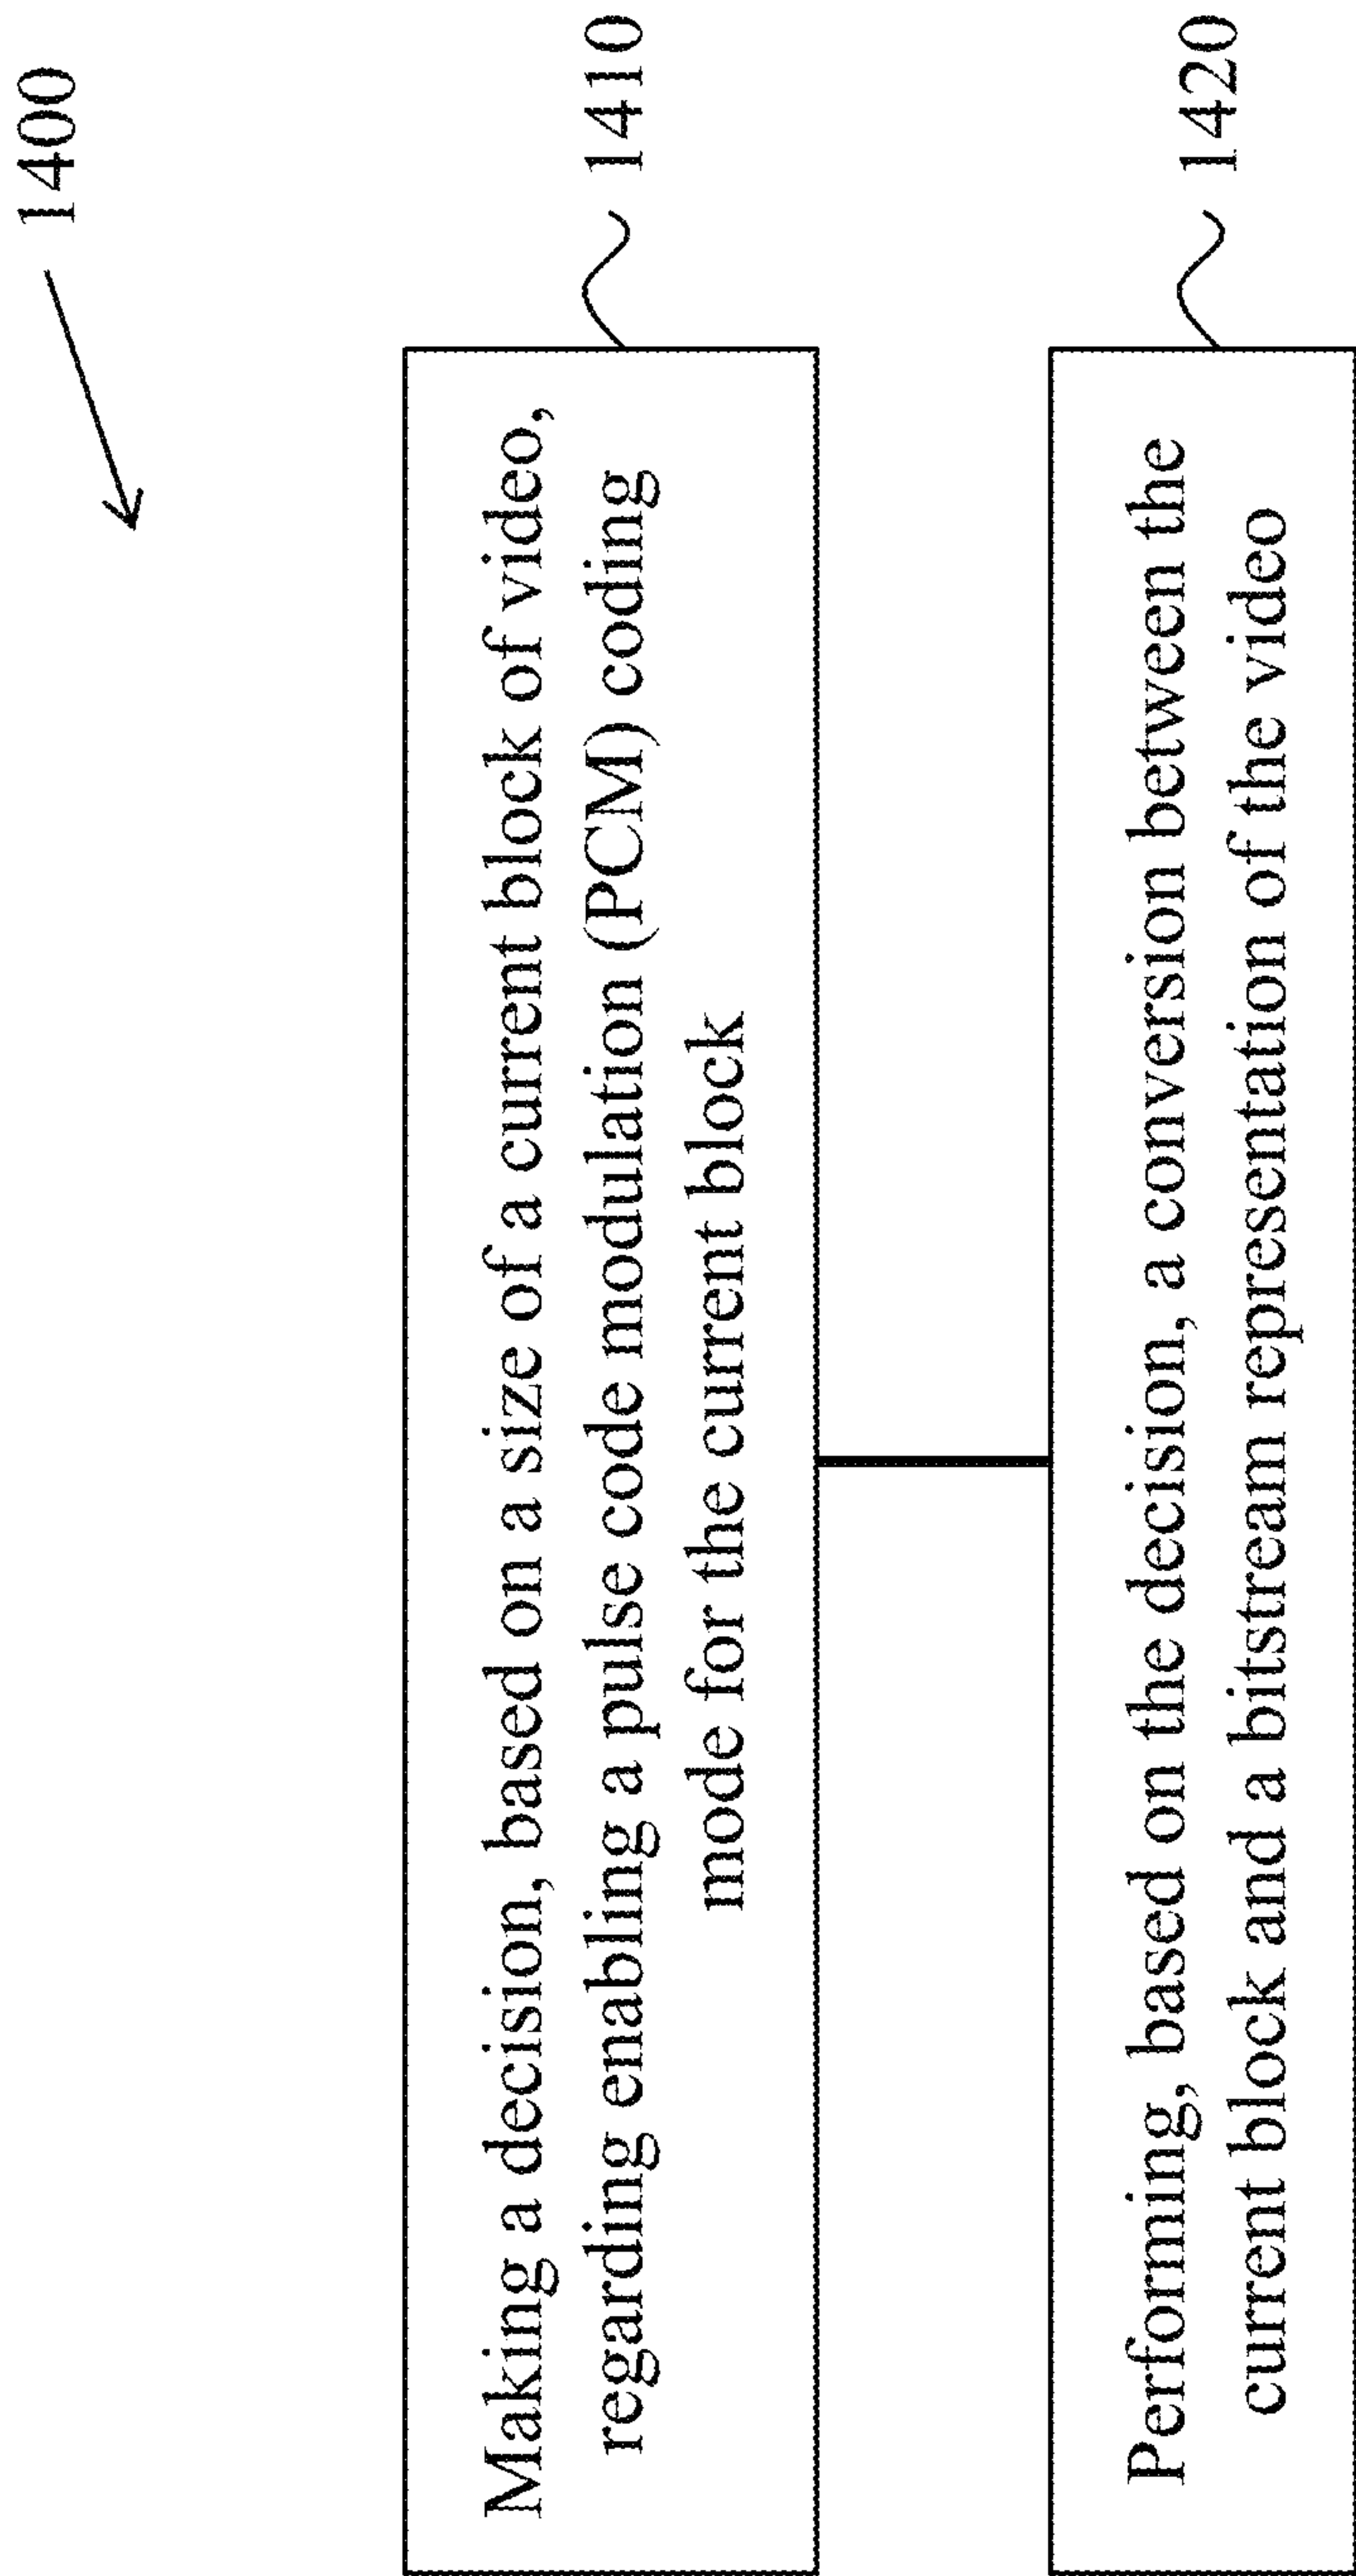 1400
Making a decision, based on a size of a current block of video,
regarding enabling a pulse code modulation (PCM) coding
mode for the current block
1410
Performing, based on the decision, a conversion between the
current block and a bitstream representation of the video
1420